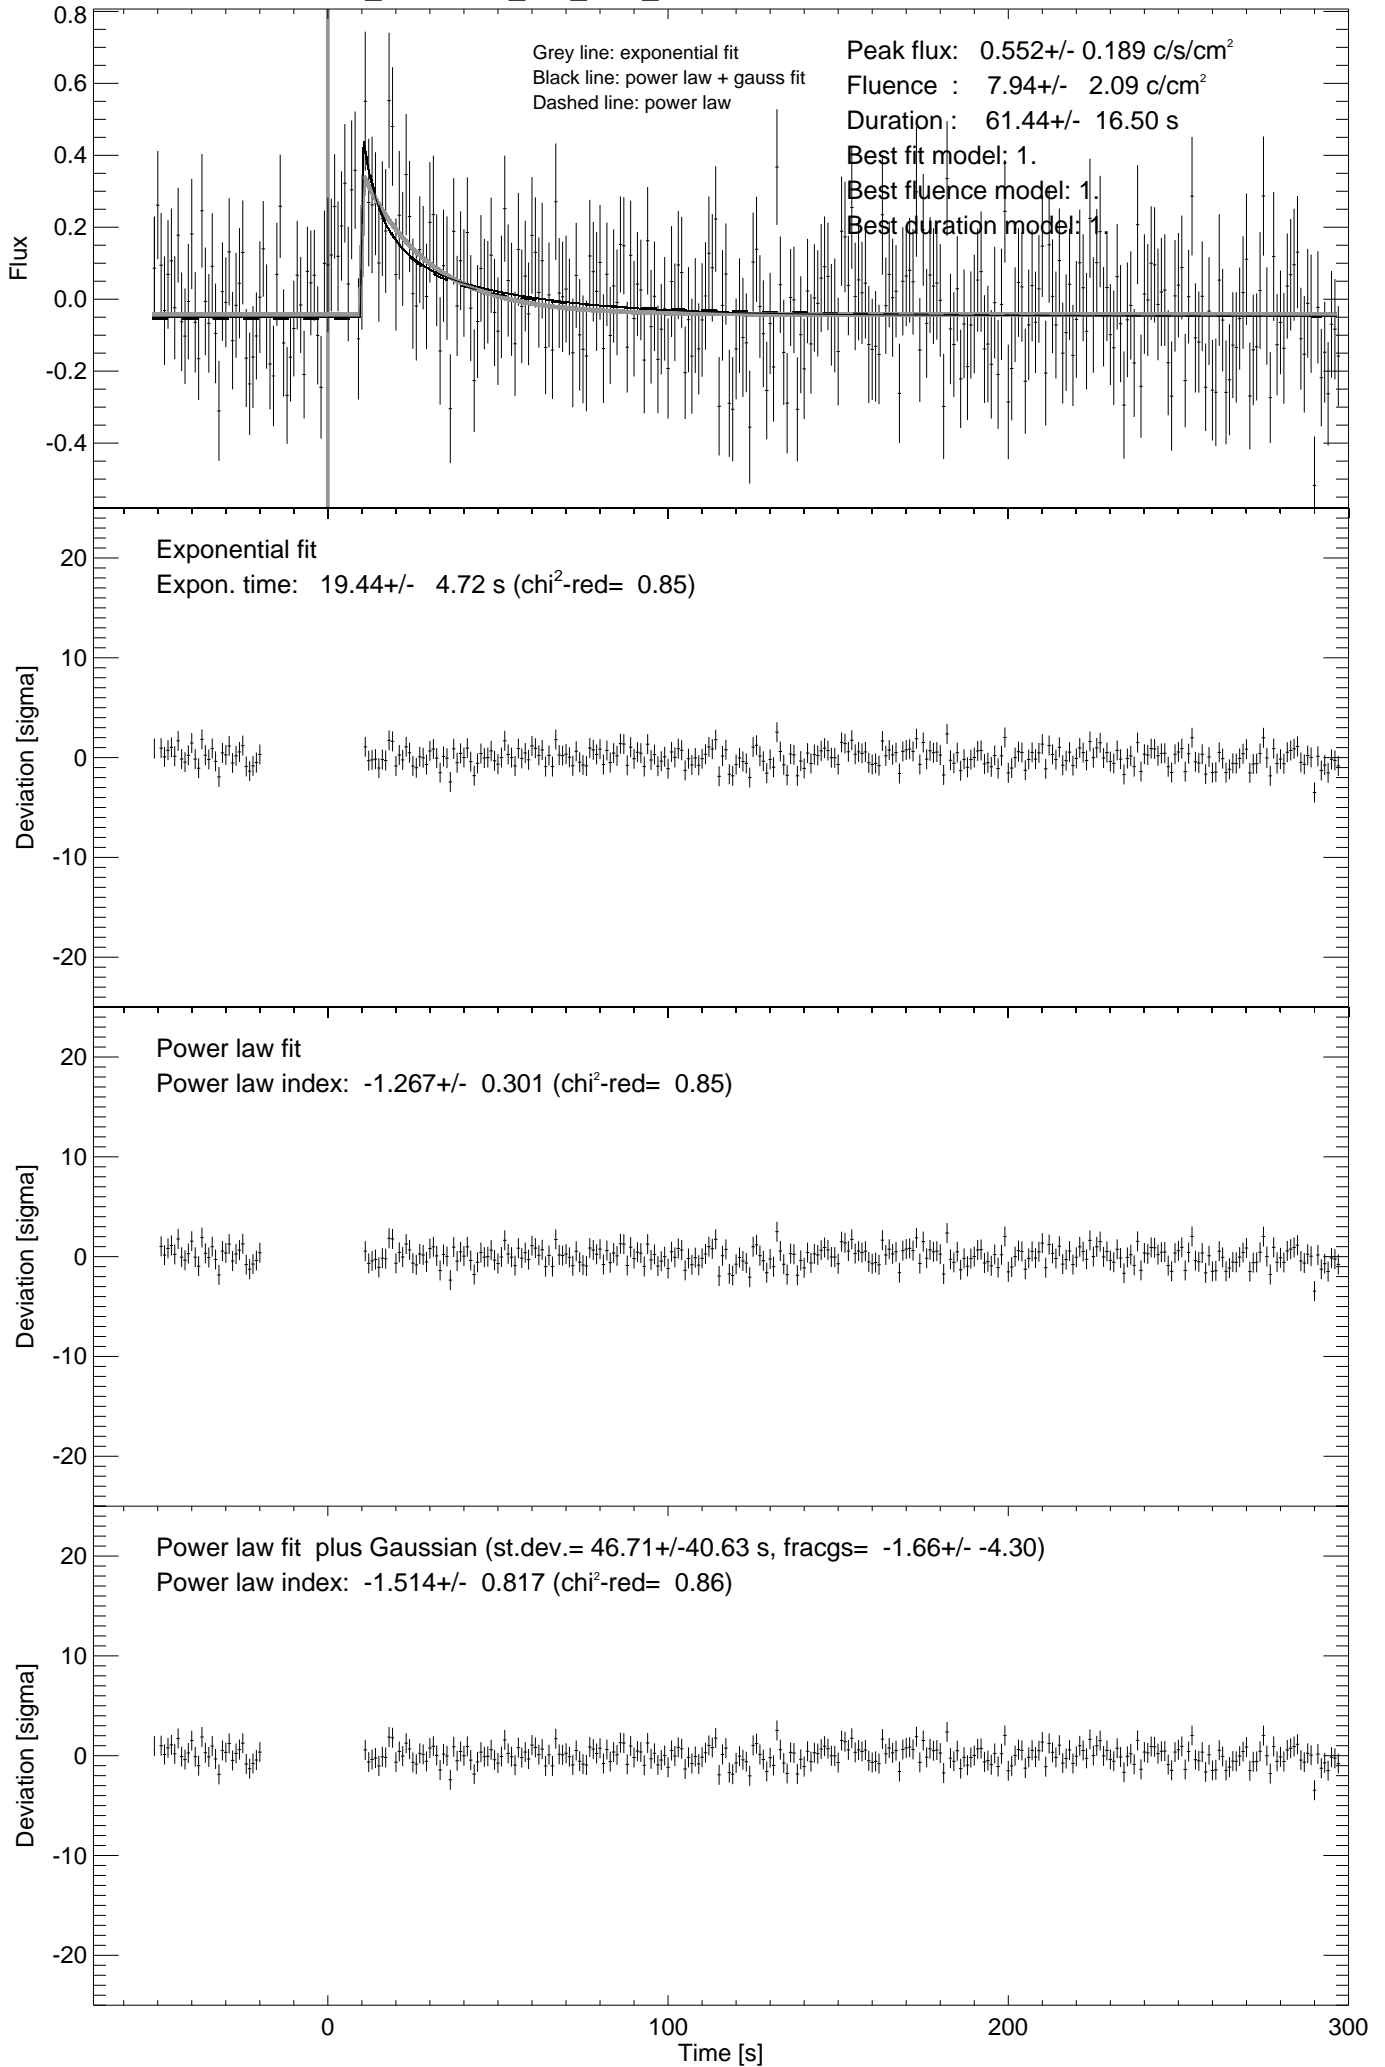 0.8
0.6
0.4
0.2
0.0
-0.2
-0.4
Flux
Grey line: exponential fit
Black line: power law + gauss fit
Dashed line: power law
Peak flux: 0.552+/- 0.189 c/s/cm²
Fluence : 7.94+/- 2.09 c/cm²
Duration : 61.44+/- 16.50 s
Best fit model: 1.
Best fluence model: 1.
Best duration model: 1.
20
10
0
-10
-20
Deviation [sigma]
Exponential fit
Expon. time: 19.44+/- 4.72 s (chi²-red= 0.85)
20
10
0
-10
-20
Deviation [sigma]
Power law fit
Power law index: -1.267+/- 0.301 (chi²-red= 0.85)
20
10
0
-10
-20
Deviation [sigma]
Power law fit plus Gaussian (st.dev.= 46.71+/-40.63 s, fracgs= -1.66+/- -4.30)
Power law index: -1.514+/- 0.817 (chi²-red= 0.86)
0
100
200
300
Time [s]